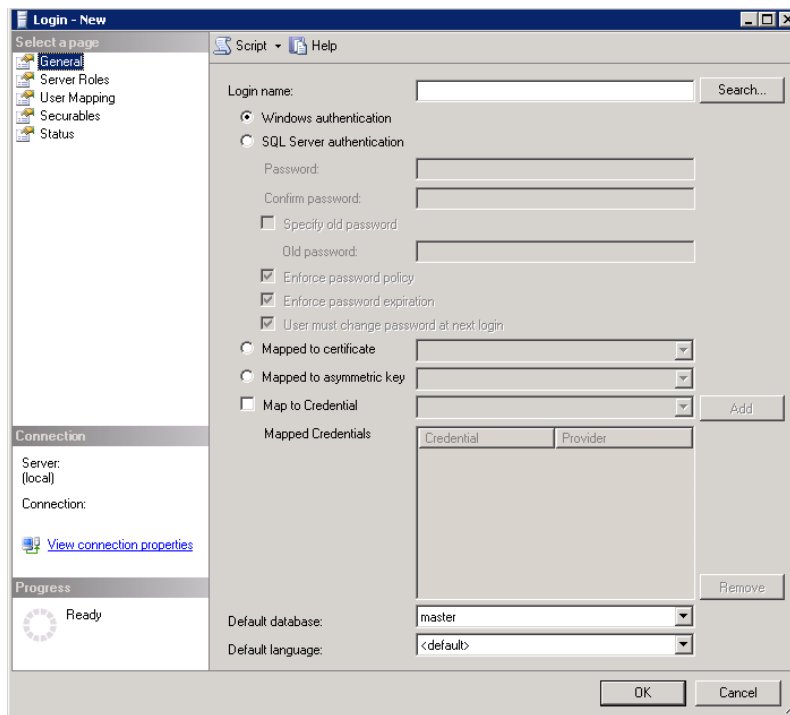 Login - New
Select a page
General
Server Roles
User Mapping
Securables
Status
Connection
Server:
(local)
Connection:
View connection properties
Progress
Ready
Script Help
Login name: Search...
Windows authentication
SQL Server authentication
Password:
Confirm password:
Specify old password
Old password:
Enforce password policy
Enforce password expiration
User must change password at next login
Mapped to certificate
Mapped to asymmetric key
Map to Credential Add
Mapped Credentials Credential Provider
Remove
Default database: master
Default language: <default>
OK Cancel